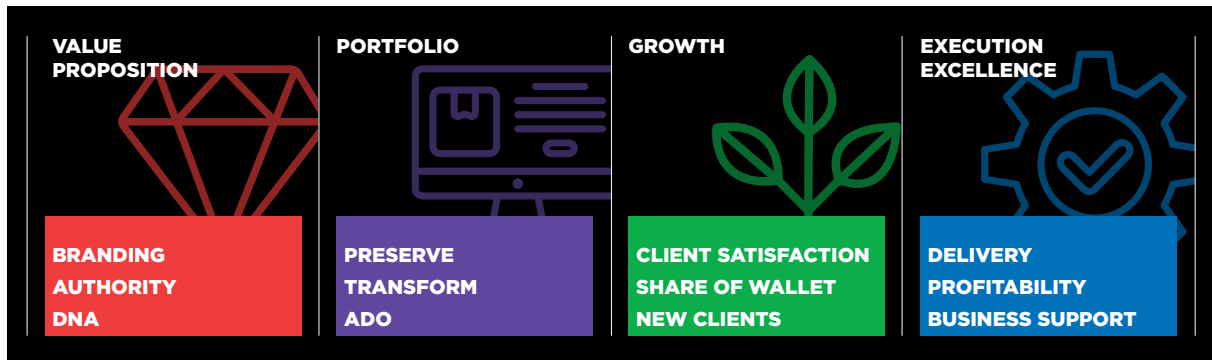 VALUE
PROPOSITION
BRANDING
AUTHORITY
DNA
PORTFOLIO
PRESERVE
TRANSFORM
ADO
GROWTH
CLIENT SATISFACTION
SHARE OF WALLET
NEW CLIENTS
EXECUTION
EXCELLENCE
DELIVERY
PROFITABILITY
BUSINESS SUPPORT